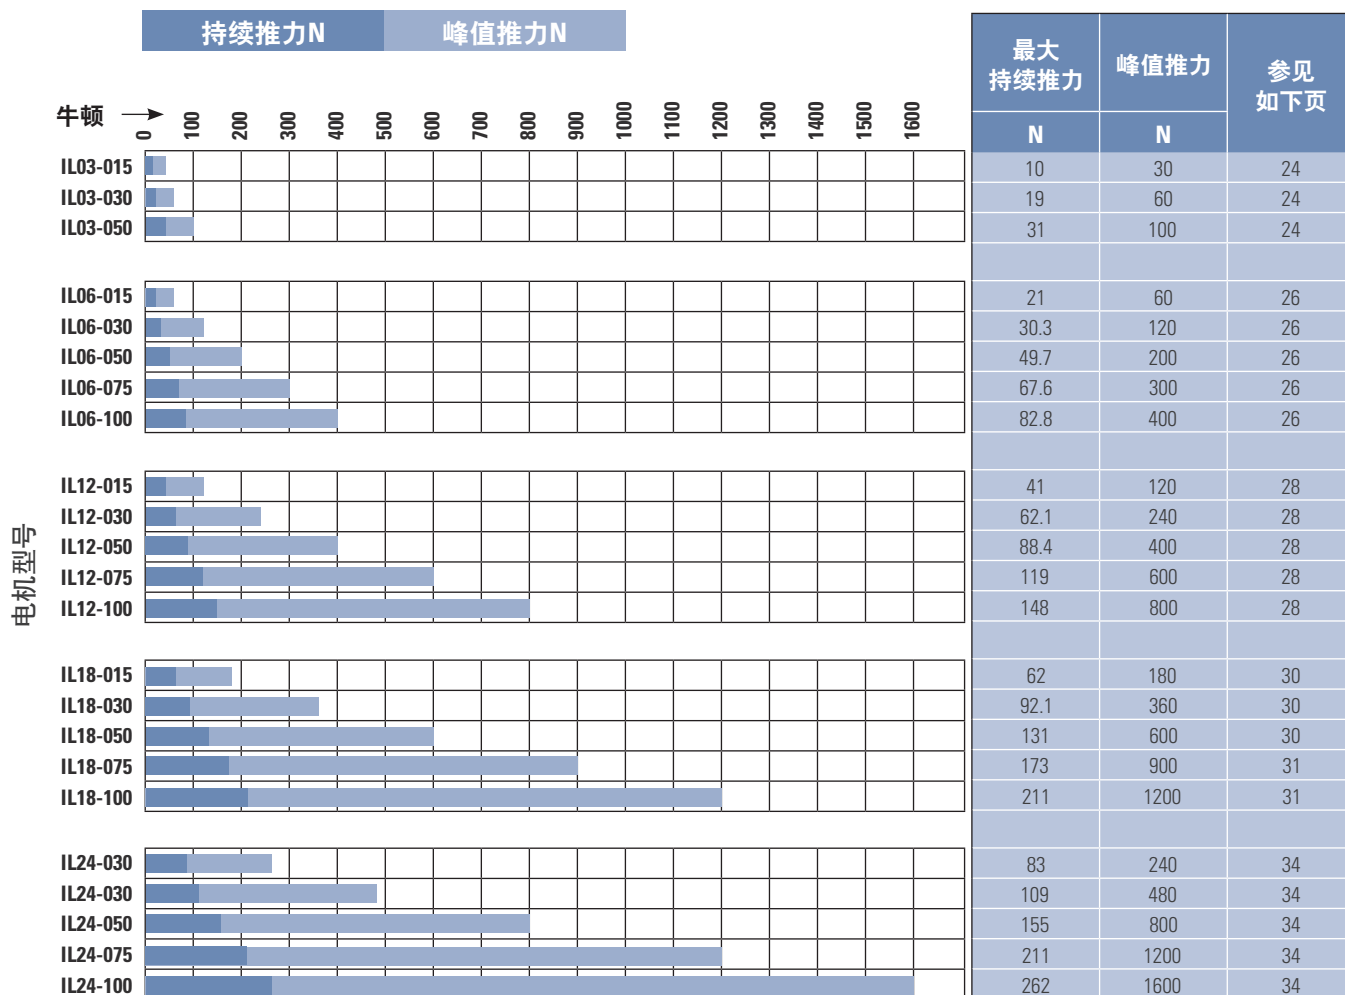 持续推力N 峰值推力N
最大
持续推力 峰值推力 参见
如下页
N N
牛顿
0 100 200 300 400 500 600 700 800 900 1000 1100 1200 1300 1400 1500 1600
电机型号
IL03-015 10 30 24
IL03-030 19 60 24
IL03-050 31 100 24
IL06-015 21 60 26
IL06-030 30.3 120 26
IL06-050 49.7 200 26
IL06-075 67.6 300 26
IL06-100 82.8 400 26
IL12-015 41 120 28
IL12-030 62.1 240 28
IL12-050 88.4 400 28
IL12-075 119 600 28
IL12-100 148 800 28
IL18-015 62 180 30
IL18-030 92.1 360 30
IL18-050 131 600 30
IL18-075 173 900 31
IL18-100 211 1200 31
IL24-030 83 240 34
IL24-030 109 480 34
IL24-050 155 800 34
IL24-075 211 1200 34
IL24-100 262 1600 34